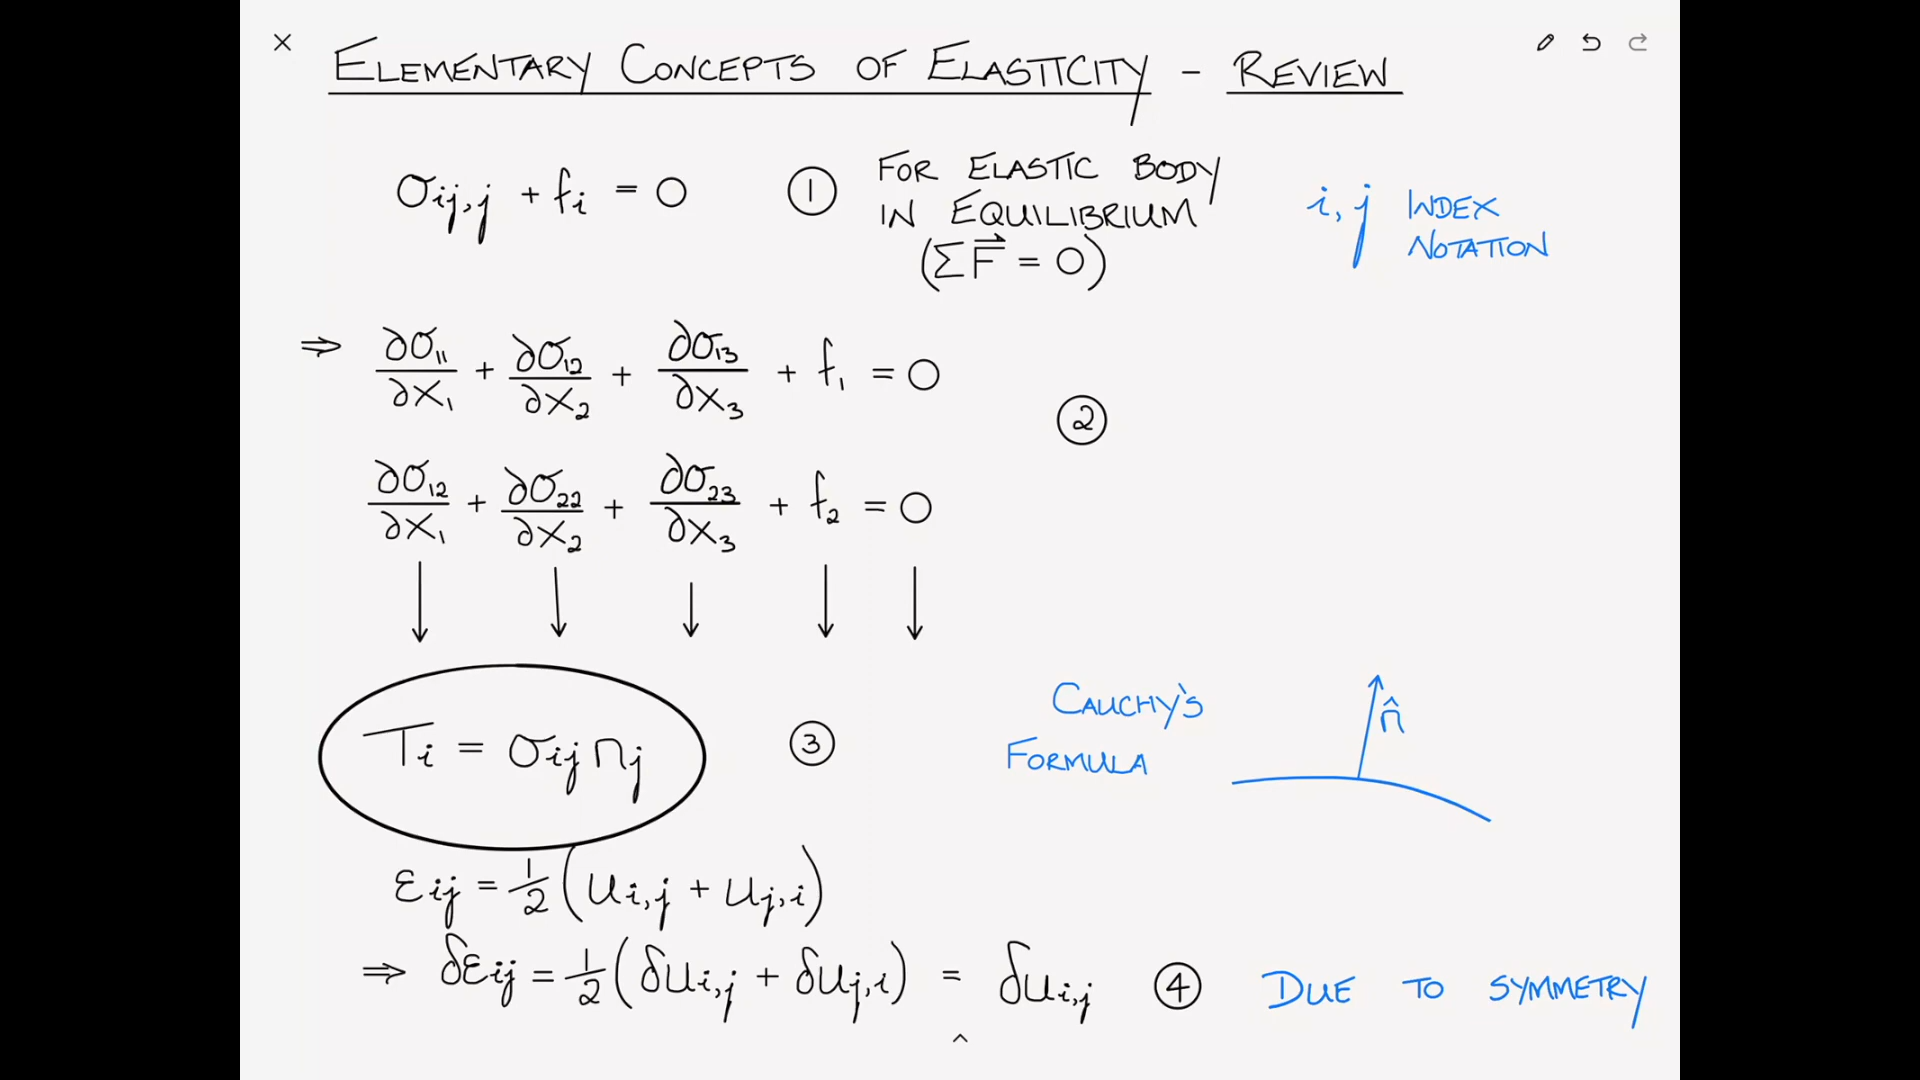 ELEMENTARY CONCEPTS OF ELASTICITY - REVIEW
σij,j + fi = 0 ① FOR ELASTIC BODY
IN EQUILIBRIUM
(ΣF⃗ = 0)
i, j INDEX
NOTATION
⇒ ∂σ11/∂x1 + ∂σ12/∂x2 + ∂σ13/∂x3 + f1 = 0
②
∂σ12/∂x1 + ∂σ22/∂x2 + ∂σ23/∂x3 + f2 = 0
↓ ↓ ↓ ↓ ↓
Ti = σij nj ③
CAUCHY'S
FORMULA
n̂
εij = 1/2 (ui,j + uj,i)
⇒ δεij = 1/2 (δui,j + δuj,i) = δui,j ④ DUE TO SYMMETRY